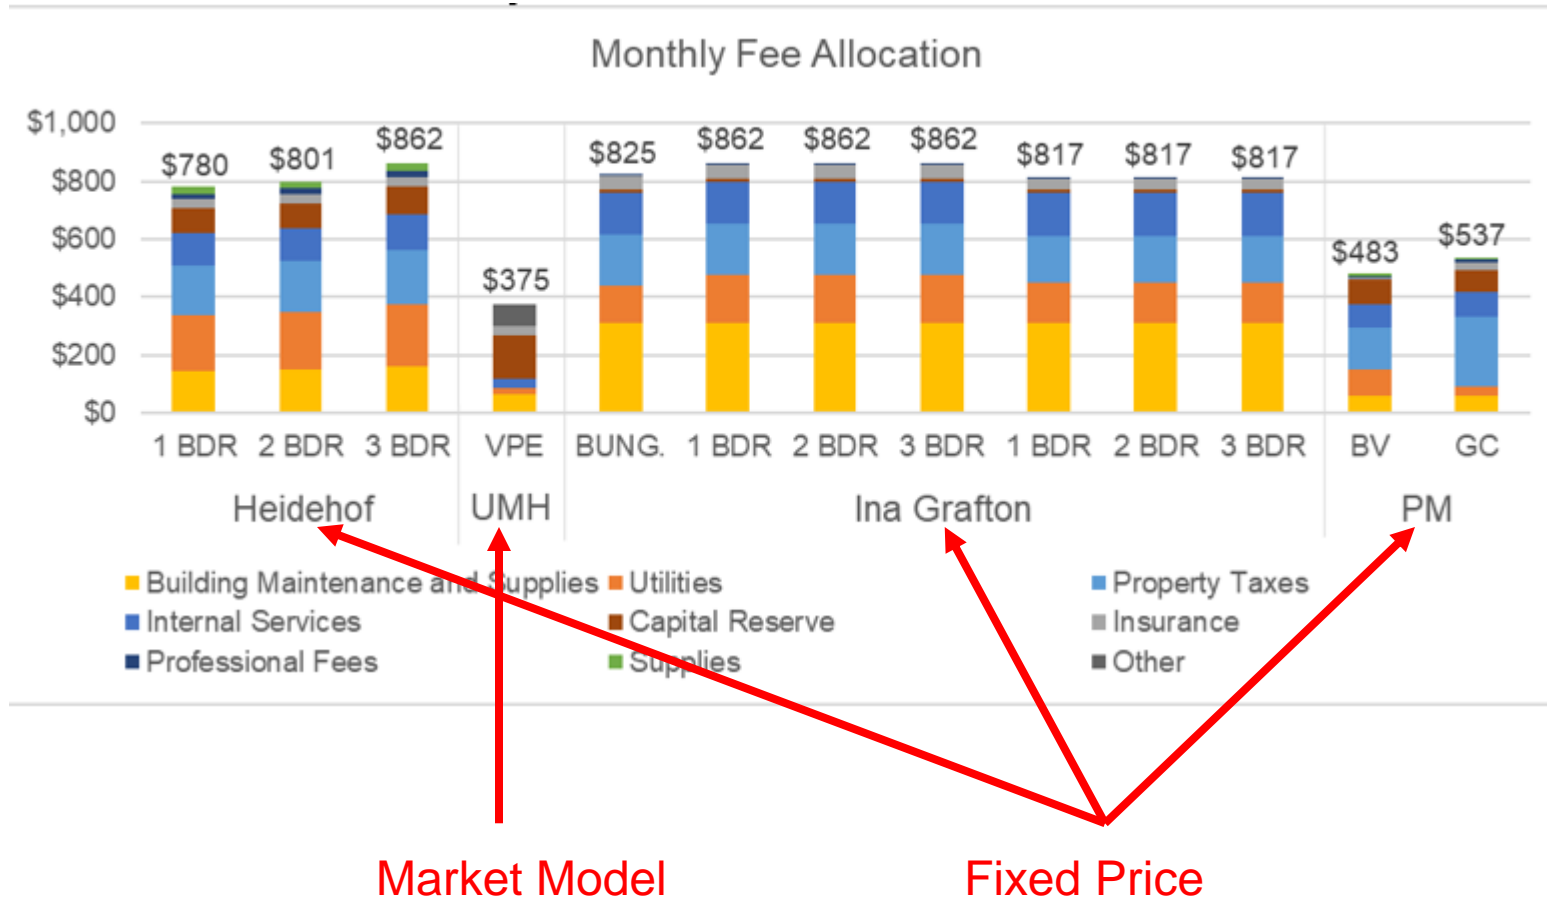 Monthly Fee Allocation
$1,000
$800
$600
$400
$200
$0
$780
$801
$862
$375
$825
$862
$862
$862
$817
$817
$817
$483
$537
1 BDR 2 BDR 3 BDR VPE BUNG. 1 BDR 2 BDR 3 BDR 1 BDR 2 BDR 3 BDR BV GC
Heidehof UMH Ina Grafton PM
Building Maintenance and Supplies Utilities Property Taxes
Internal Services Capital Reserve Insurance
Professional Fees Supplies Other
Market Model Fixed Price